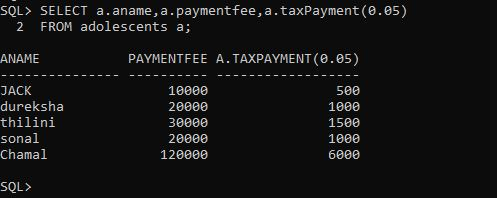 SQL> SELECT a.aname,a.paymentfee,a.taxPayment(0.05)
  2  FROM adolescents a;
ANAME           PAYMENTFEE A.TAXPAYMENT(0.05)
--------------- ---------- ------------------
JACK                 10000                500
dureksha             20000               1000
thilini              30000               1500
sonal                20000               1000
Chamal              120000               6000
SQL>